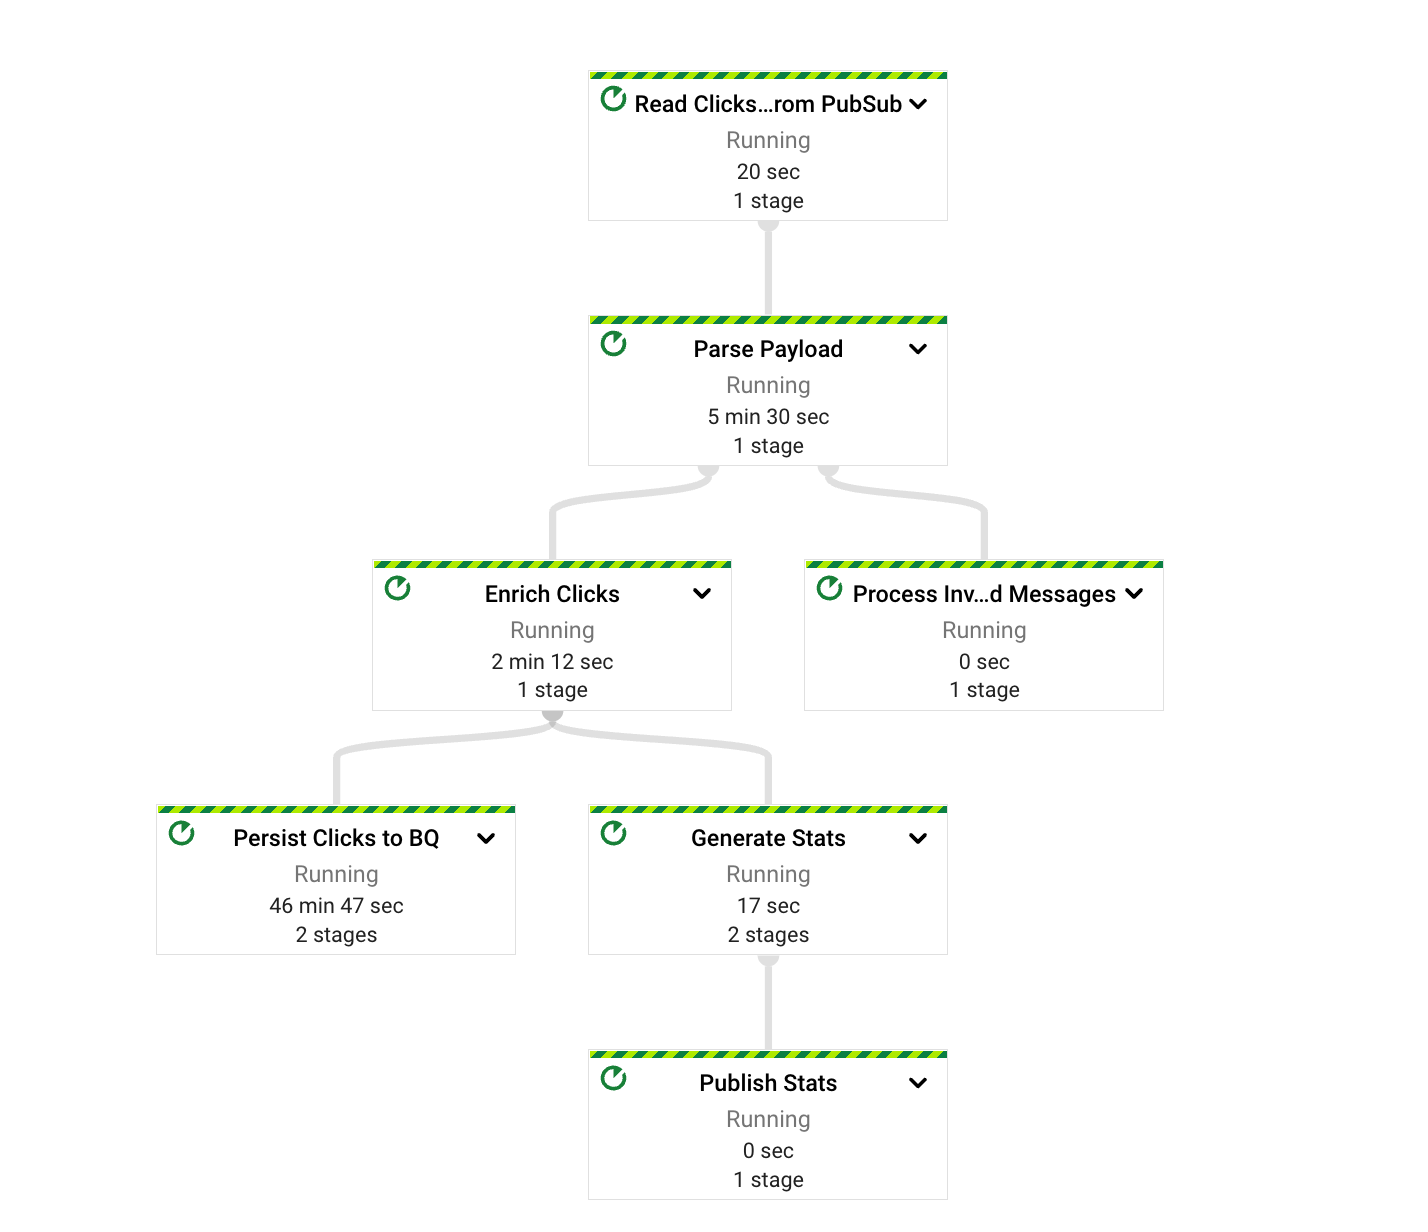 Read Clicks...rom PubSub
Running
20 sec
1 stage
Parse Payload
Running
5 min 30 sec
1 stage
Enrich Clicks
Running
2 min 12 sec
1 stage
Process Inv...d Messages
Running
0 sec
1 stage
Persist Clicks to BQ
Running
46 min 47 sec
2 stages
Generate Stats
Running
17 sec
2 stages
Publish Stats
Running
0 sec
1 stage